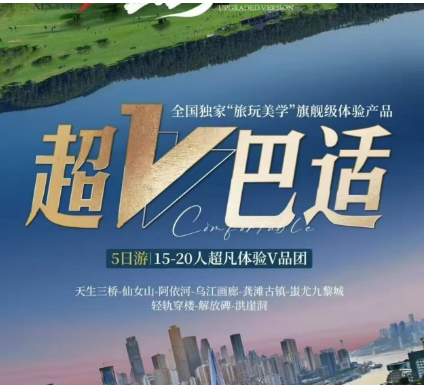 UPGRADED VERSION
全国独家“旅玩美学”旗舰级体验产品
超V巴适
Comfortable
5日游|15-20人超凡体验V品团
天生三桥-仙女山-阿依河-乌江画廊-龚滩古镇-蚩尤九黎城
轻轨穿楼-解放碑-洪崖洞